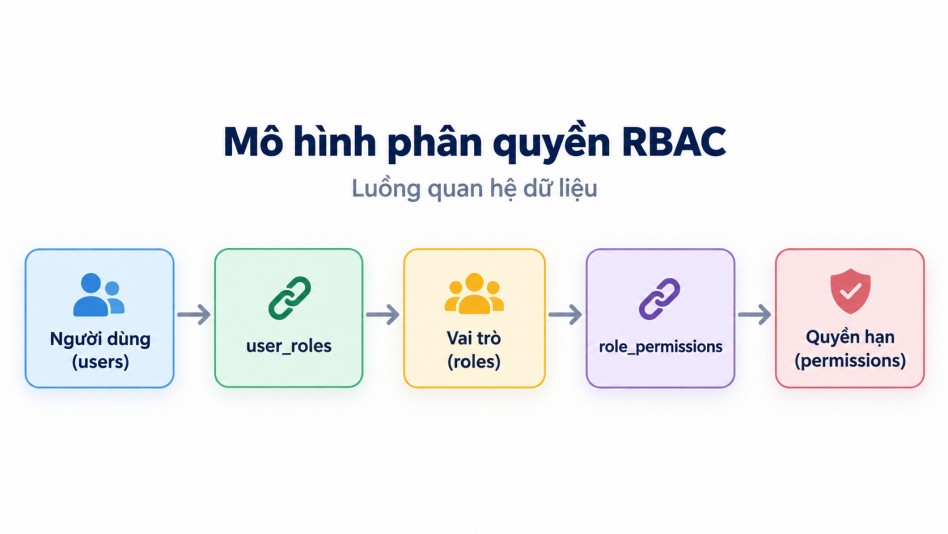 Mô hình phân quyền RBAC
Luồng quan hệ dữ liệu
Người dùng
(users)
user_roles
Vai trò
(roles)
role_permissions
Quyền hạn
(permissions)